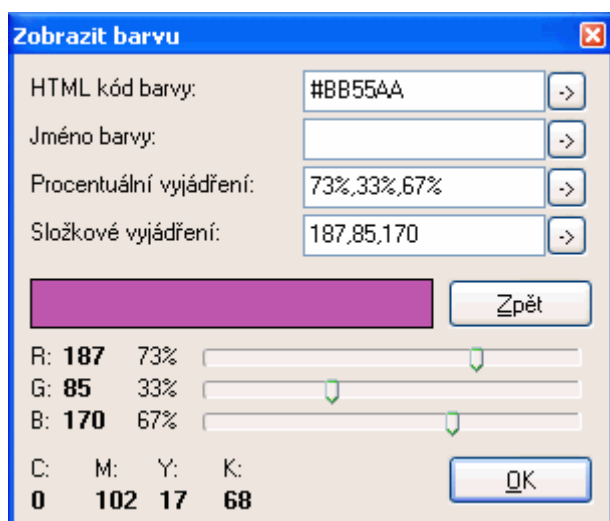 Zobrazit barvu
HTML kód barvy: #BB55AA ->
Jméno barvy: ->
Procentuální vyjádření: 73%,33%,67% ->
Složkové vyjádření: 187,85,170 ->
Zpět
R: 187 73%
G: 85 33%
B: 170 67%
C: M: Y: K:
0 102 17 68
OK